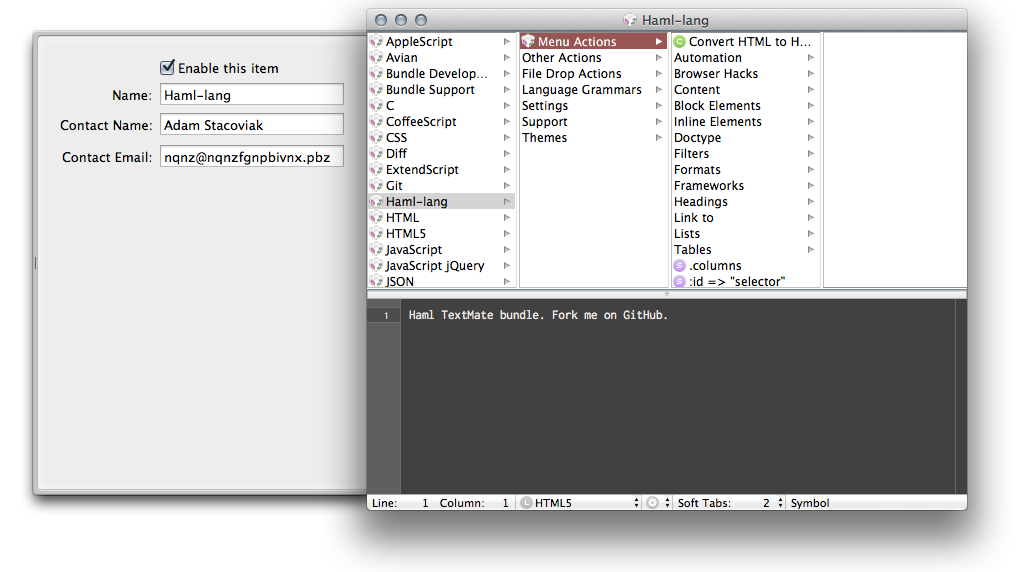 Haml-lang
Enable this item
Name: Haml-lang
Contact Name: Adam Stacoviak
Contact Email: nqnz@nqnzfgnpbivnx.pbz
AppleScript
Avian
Bundle Develop...
Bundle Support
C
CoffeeScript
CSS
Diff
ExtendScript
Git
Haml-lang
HTML
HTML5
JavaScript
JavaScript jQuery
JSON
Menu Actions
Other Actions
File Drop Actions
Language Grammars
Settings
Support
Themes
Convert HTML to H...
Automation
Browser Hacks
Content
Block Elements
Inline Elements
Doctype
Filters
Formats
Frameworks
Headings
Link to
Lists
Tables
.columns
:id => "selector"
1 Haml TextMate bundle. Fork me on GitHub.
Line: 1 Column: 1 L HTML5 Soft Tabs: 2 Symbol